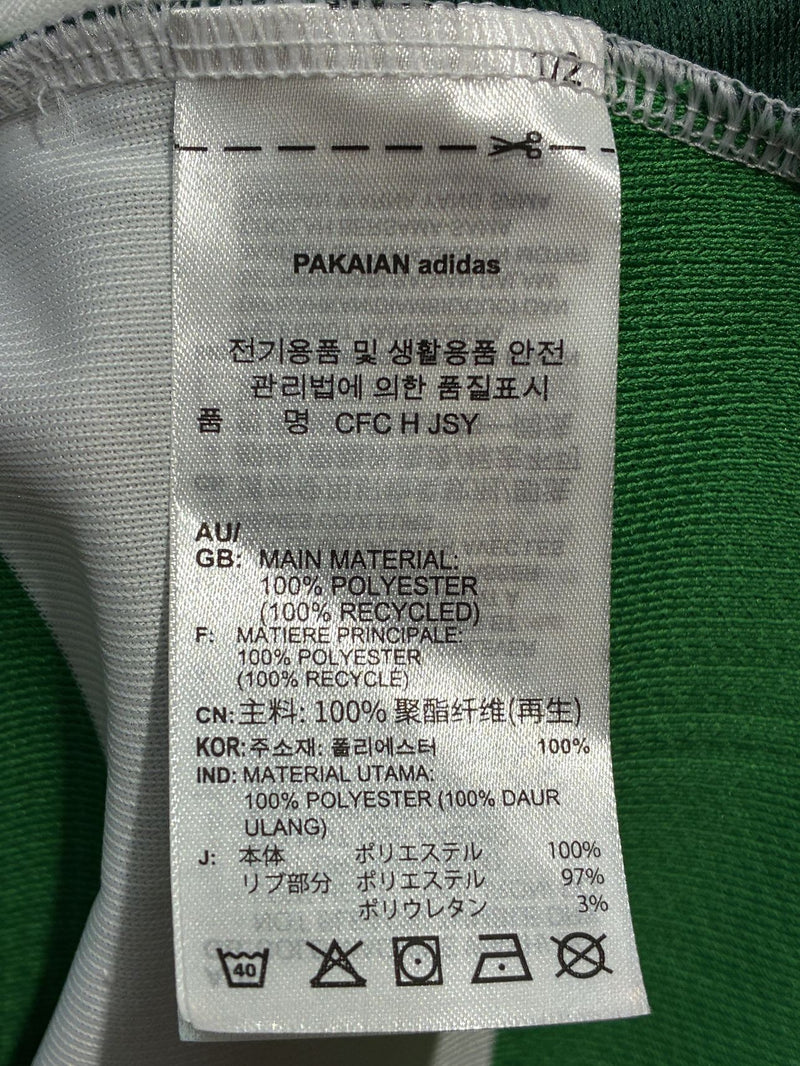 1/2
PAKAIAN adidas
전기용품 및 생활용품 안전
관리법에 의한 품질표시
품 명 CFC H JSY
AU/
GB: MAIN MATERIAL:
100% POLYESTER
(100% RECYCLED)
F: MATIERE PRINCIPALE:
100% POLYESTER
(100% RECYCLE)
CN: 主料: 100% 聚酯纤维(再生)
KOR: 주소재: 폴리에스터 100%
IND: MATERIAL UTAMA:
100% POLYESTER (100% DAUR
ULANG)
J: 本体 ポリエステル 100%
リブ部分 ポリエステル 97%
ポリウレタン 3%
40